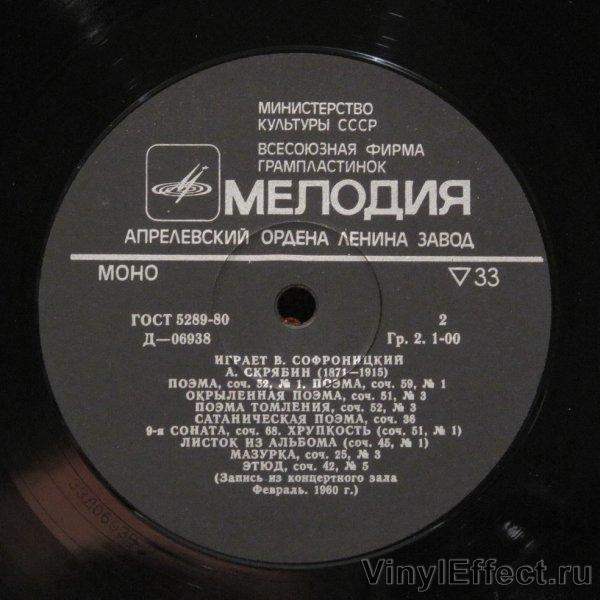 МИНИСТЕРСТВО
КУЛЬТУРЫ СССР
ВСЕСОЮЗНАЯ ФИРМА
ГРАМПЛАСТИНОК
МЕЛОДИЯ
АПРЕЛЕВСКИЙ ОРДЕНА ЛЕНИНА ЗАВОД
МОНО ▽ 33
ГОСТ 5289-80 2
Д—06938 Гр. 2. 1-00
ИГРАЕТ В. СОФРОНИЦКИЙ
А. СКРЯБИН (1871—1915)
ПОЭМА, соч. 52, № 1. ПОЭМА, соч. 59, № 1
ОКРЫЛЕННАЯ ПОЭМА, соч. 51, № 3
ПОЭМА ТОМЛЕНИЯ, соч. 52, № 3
САТАНИЧЕСКАЯ ПОЭМА, соч. 36
9-я СОНАТА, соч. 68. ХРУПКОСТЬ (соч. 51, № 1)
ЛИСТОК ИЗ АЛЬБОМА (соч. 45, № 1)
МАЗУРКА, соч. 25, № 3
ЭТЮД, соч. 42, № 5
(Запись из концертного зала
Февраль. 1960 г.)
VinylEffect.ru